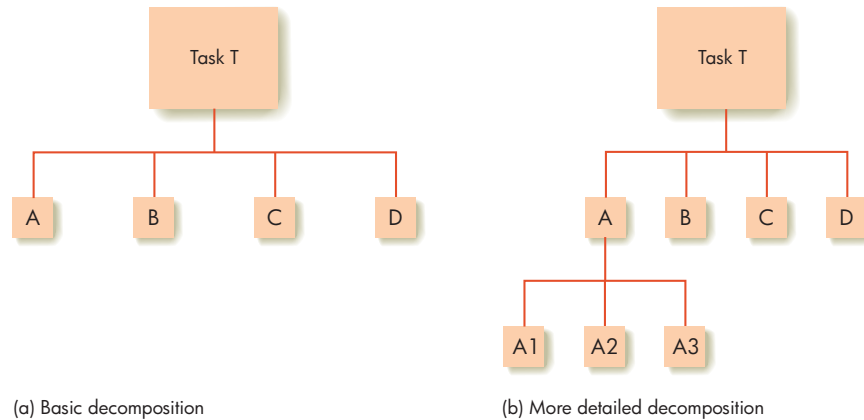 Task T
A
B
C
D
(a) Basic decomposition
Task T
A
B
C
D
A1
A2
A3
(b) More detailed decomposition